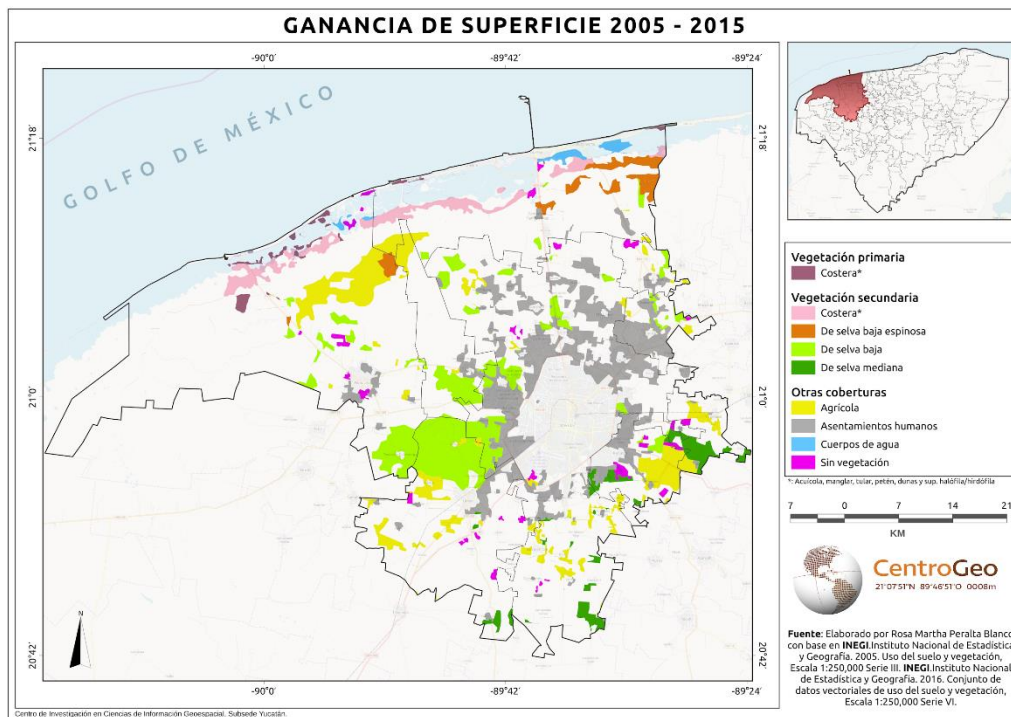 GANANCIA DE SUPERFICIE 2005 - 2015
-90°0´
-89°42´
-89°24´
21°18´
21°18´
GOLFO DE MÉXICO
21°0´
21°0´
20°42´
20°42´
-90°0´
-89°42´
-89°24´
Vegetación primaria
Costera*
Vegetación secundaria
Costera*
De selva baja espinosa
De selva baja
De selva mediana
Otras coberturas
Agrícola
Asentamientos humanos
Cuerpos de agua
Sin vegetación
*: Acuícola, manglar, tular, petén, dunas y sup. halófila/hirdófila
7 0 7 14 21
KM
N
CentroGeo
21°07'51"N 89°46'51"O 0008m
Fuente: Elaborado por Rosa Martha Peralta Blanco
con base en INEGI.Instituto Nacional de Estadística
y Geografía. 2005. Uso del suelo y vegetación,
Escala 1:250,000 Serie III. INEGI.Instituto Nacional
de Estadística y Geografía. 2016. Conjunto de
datos vectoriales de uso del suelo y vegetación,
Escala 1:250,000 Serie VI.
Centro de Investigación en Ciencias de Información Geoespacial. Subsede Yucatán.